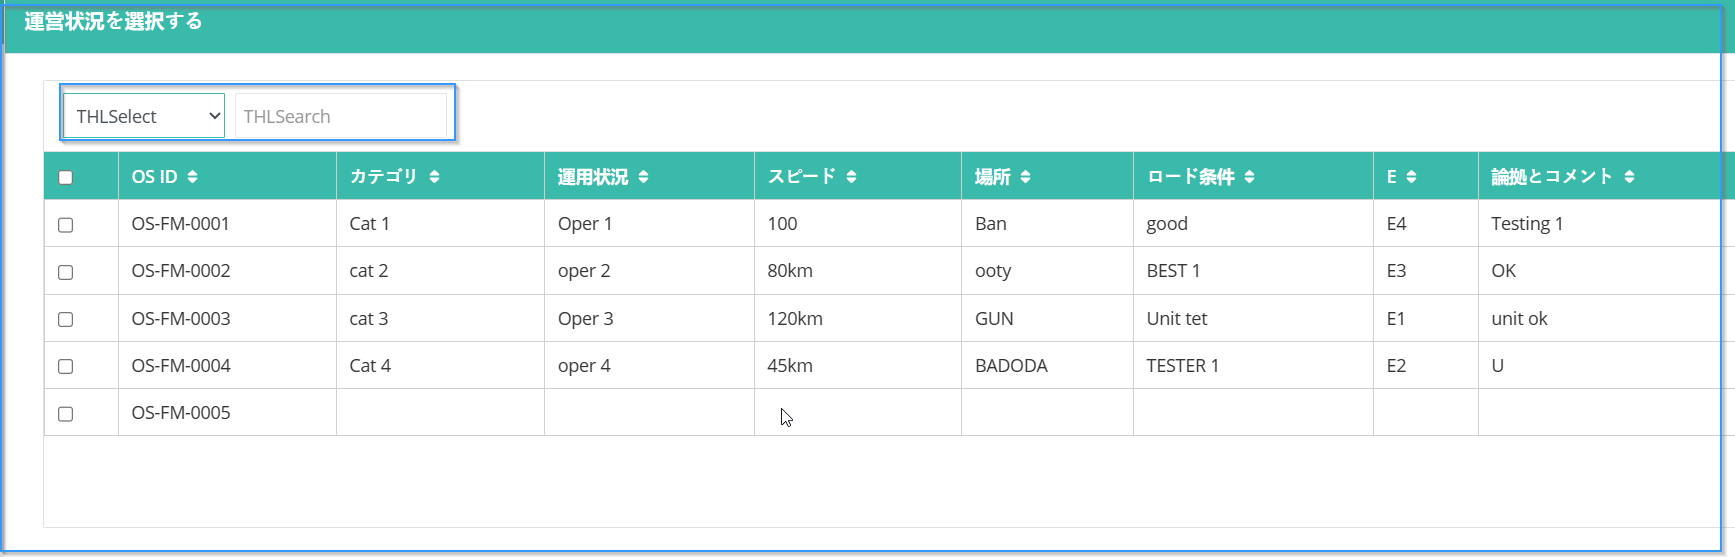 運営状況を選択する
THLSelect THLSearch
OS ID カテゴリ 運用状況 スピード 場所 ロード条件 E 論拠とコメント
OS-FM-0001 Cat 1 Oper 1 100 Ban good E4 Testing 1
OS-FM-0002 cat 2 oper 2 80km ooty BEST 1 E3 OK
OS-FM-0003 cat 3 Oper 3 120km GUN Unit tet E1 unit ok
OS-FM-0004 Cat 4 oper 4 45km BADODA TESTER 1 E2 U
OS-FM-0005